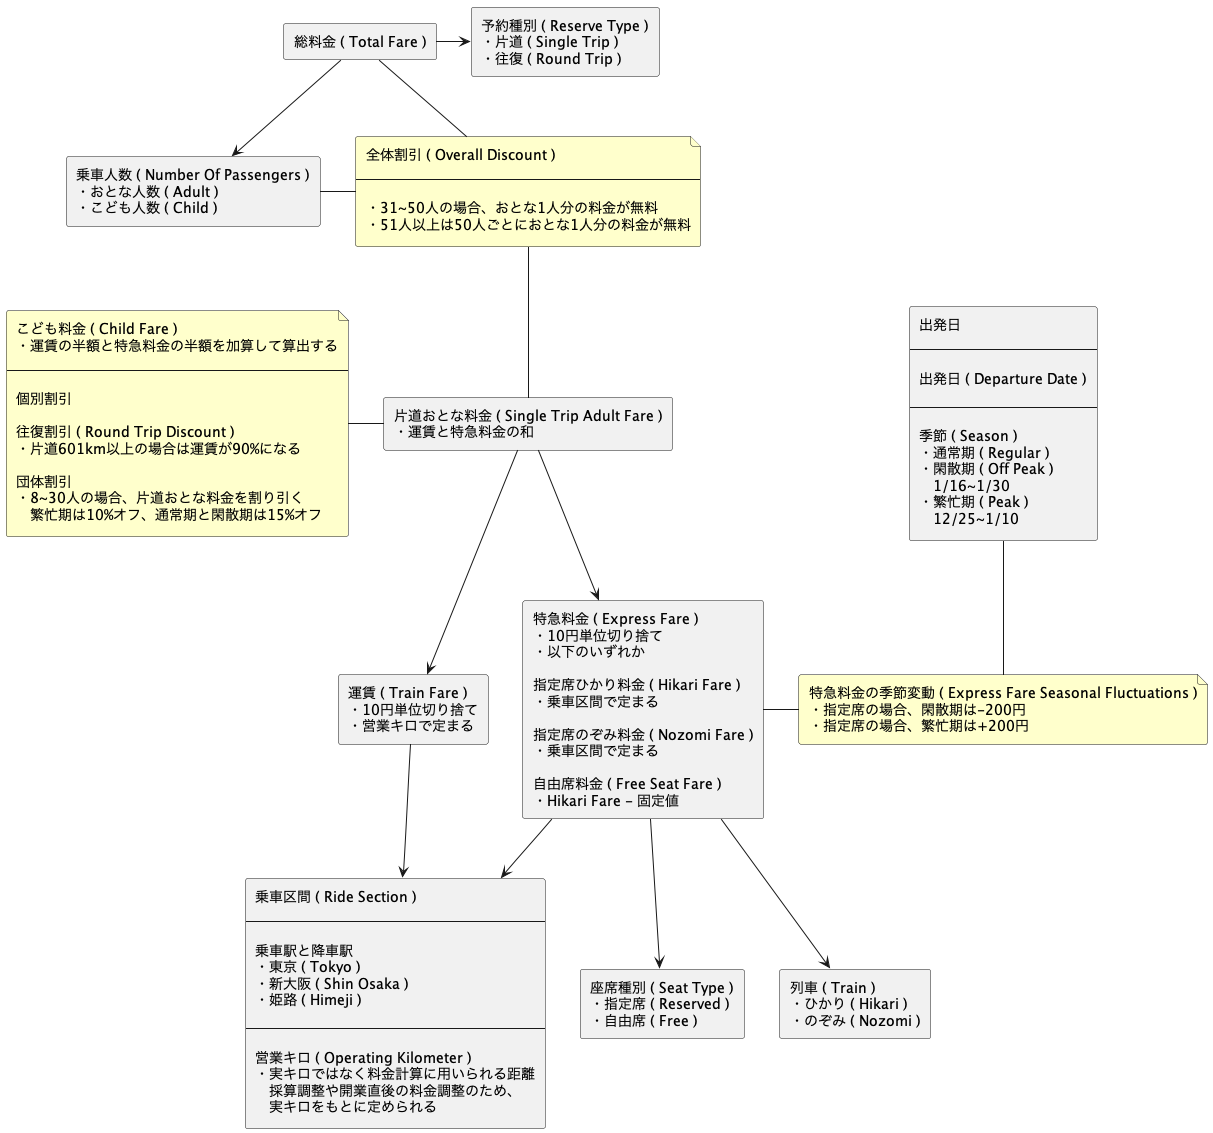 総料金 ( Total Fare )
予約種別 ( Reserve Type )
・片道 ( Single Trip )
・往復 ( Round Trip )
乗車人数 ( Number Of Passengers )
・おとな人数 ( Adult )
・こども人数 ( Child )
全体割引 ( Overall Discount )
・31~50人の場合、おとな1人分の料金が無料
・51人以上は50人ごとにおとな1人分の料金が無料
こども料金 ( Child Fare )
・運賃の半額と特急料金の半額を加算して算出する
個別割引
往復割引 ( Round Trip Discount )
・片道601km以上の場合は運賃が90%になる
団体割引
・8~30人の場合、片道おとな料金を割り引く
繁忙期は10%オフ、通常期と閑散期は15%オフ
片道おとな料金 ( Single Trip Adult Fare )
・運賃と特急料金の和
出発日
出発日 ( Departure Date )
季節 ( Season )
・通常期 ( Regular )
・閑散期 ( Off Peak )
1/16~1/30
・繁忙期 ( Peak )
12/25~1/10
運賃 ( Train Fare )
・10円単位切り捨て
・営業キロで定まる
特急料金 ( Express Fare )
・10円単位切り捨て
・以下のいずれか
指定席ひかり料金 ( Hikari Fare )
・乗車区間で定まる
指定席のぞみ料金 ( Nozomi Fare )
・乗車区間で定まる
自由席料金 ( Free Seat Fare )
・Hikari Fare - 固定値
特急料金の季節変動 ( Express Fare Seasonal Fluctuations )
・指定席の場合、閑散期は-200円
・指定席の場合、繁忙期は+200円
乗車区間 ( Ride Section )
乗車駅と降車駅
・東京 ( Tokyo )
・新大阪 ( Shin Osaka )
・姫路 ( Himeji )
営業キロ ( Operating Kilometer )
・実キロではなく料金計算に用いられる距離
採算調整や開業直後の料金調整のため、
実キロをもとに定められる
座席種別 ( Seat Type )
・指定席 ( Reserved )
・自由席 ( Free )
列車 ( Train )
・ひかり ( Hikari )
・のぞみ ( Nozomi )